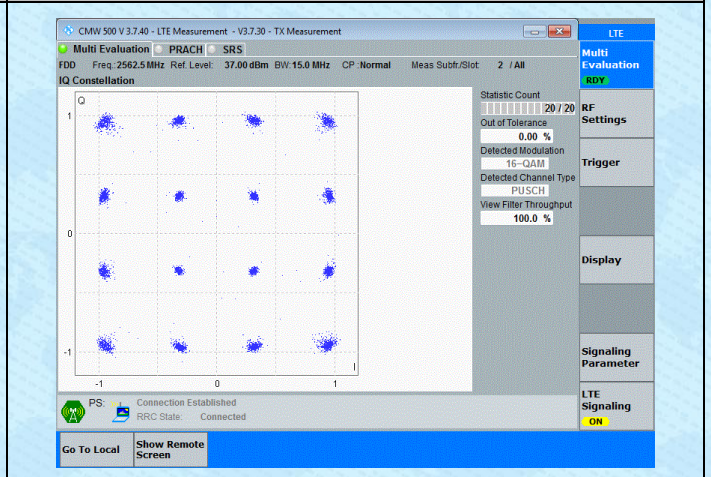 CMW 500 V 3.7.40 - LTE Measurement - V3.7.30 - TX Measurement
LTE
Multi Evaluation PRACH SRS
FDD Freq.:2562.5 MHz Ref. Level: 37.00 dBm BW:15.0 MHz CP :Normal Meas Subfr./Slot: 2 / All
IQ Constellation
Q
1
0
-1
I
-1 0 1
Statistic Count
20 / 20
Out of Tolerance
0.00 %
Detected Modulation
16-QAM
Detected Channel Type
PUSCH
View Filter Throughput
100.0 %
Multi
Evaluation
RDY
RF
Settings
Trigger
Display
Signaling
Parameter
LTE
Signaling
ON
PS: Connection Established
RRC State: Connected
Go To Local
Show Remote
Screen